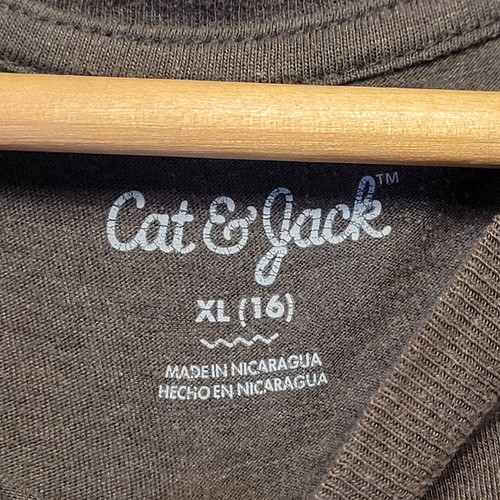 Cat & Jack™
XL (16)
MADE IN NICARAGUA
HECHO EN NICARAGUA